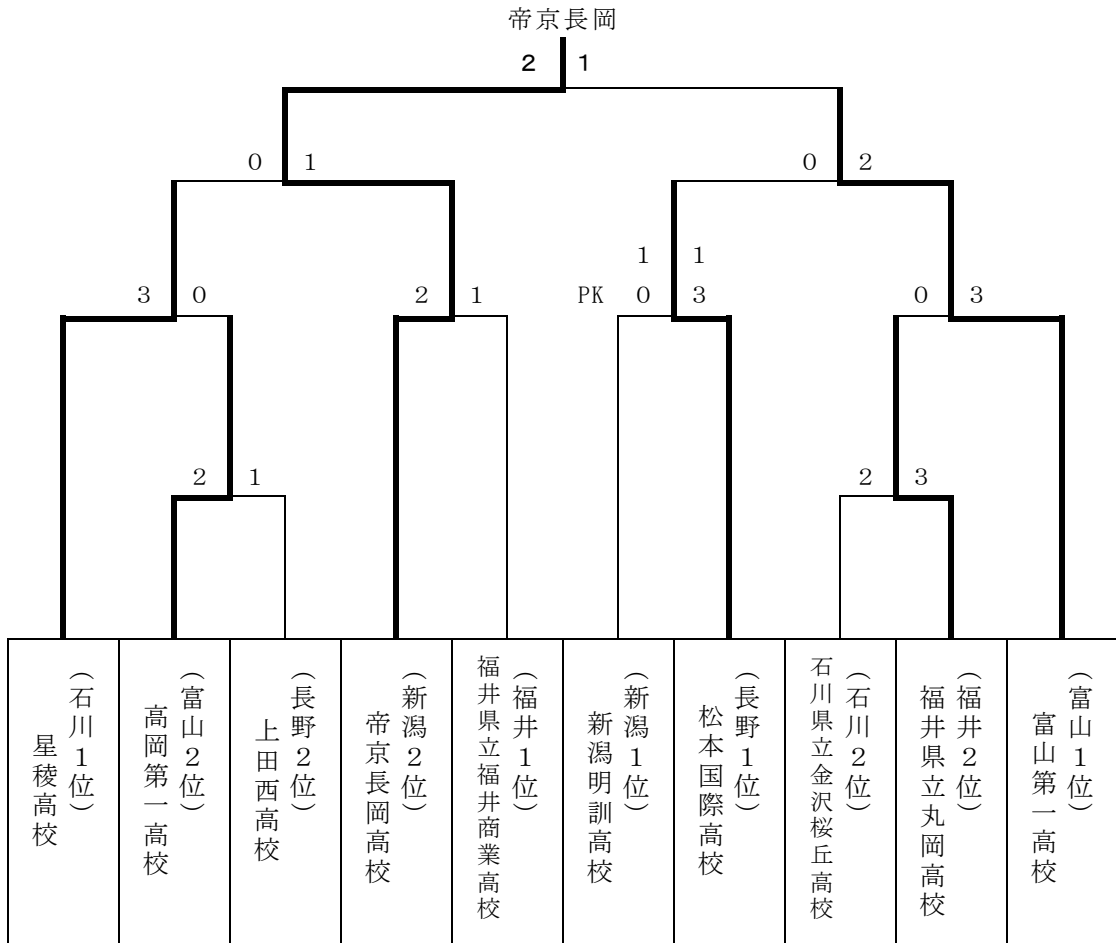 帝京長岡
２ １
０ １
０ ２
１ １
３ ０
２ １
PK ０ ３
０ ３
２ １
２ ３
（石川１位）
星稜高校
（富山２位）
高岡第一高校
（長野２位）
上田西高校
（新潟２位）
帝京長岡高校
（福井１位）
福井県立福井商業高校
（新潟１位）
新潟明訓高校
（長野１位）
松本国際高校
（石川２位）
石川県立金沢桜丘高校
（福井２位）
福井県立丸岡高校
（富山１位）
富山第一高校